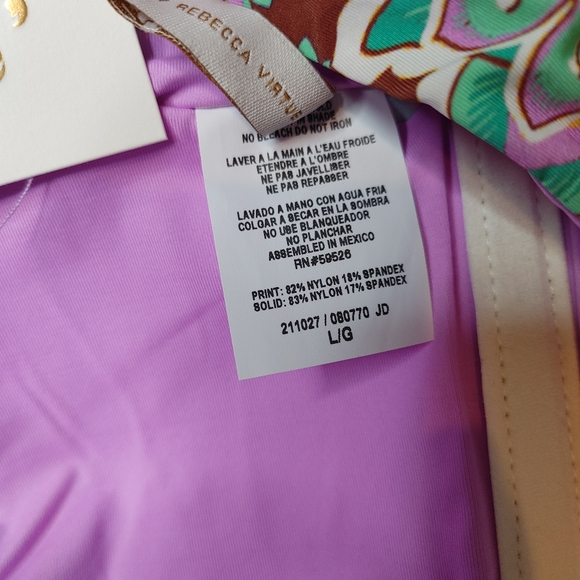 REBECCA VIRTUE
IN SHADE
NO BLEACH DO NOT IRON
LAVER A LA MAIN A L'EAU FROIDE
ETENDRE A L'OMBRE
NE PAS JAVELLISER
NE PAS REPASSER
LAVADO A MANO CON AGUA FRIA
COLGAR A SECAR EN LA SOMBRA
NO USE BLANQUEADOR
NO PLANCHAR
ASSEMBLED IN MEXICO
RN#59526
PRINT: 82% NYLON 18% SPANDEX
SOLID: 83% NYLON 17% SPANDEX
211027 / 080770 JD
L/G